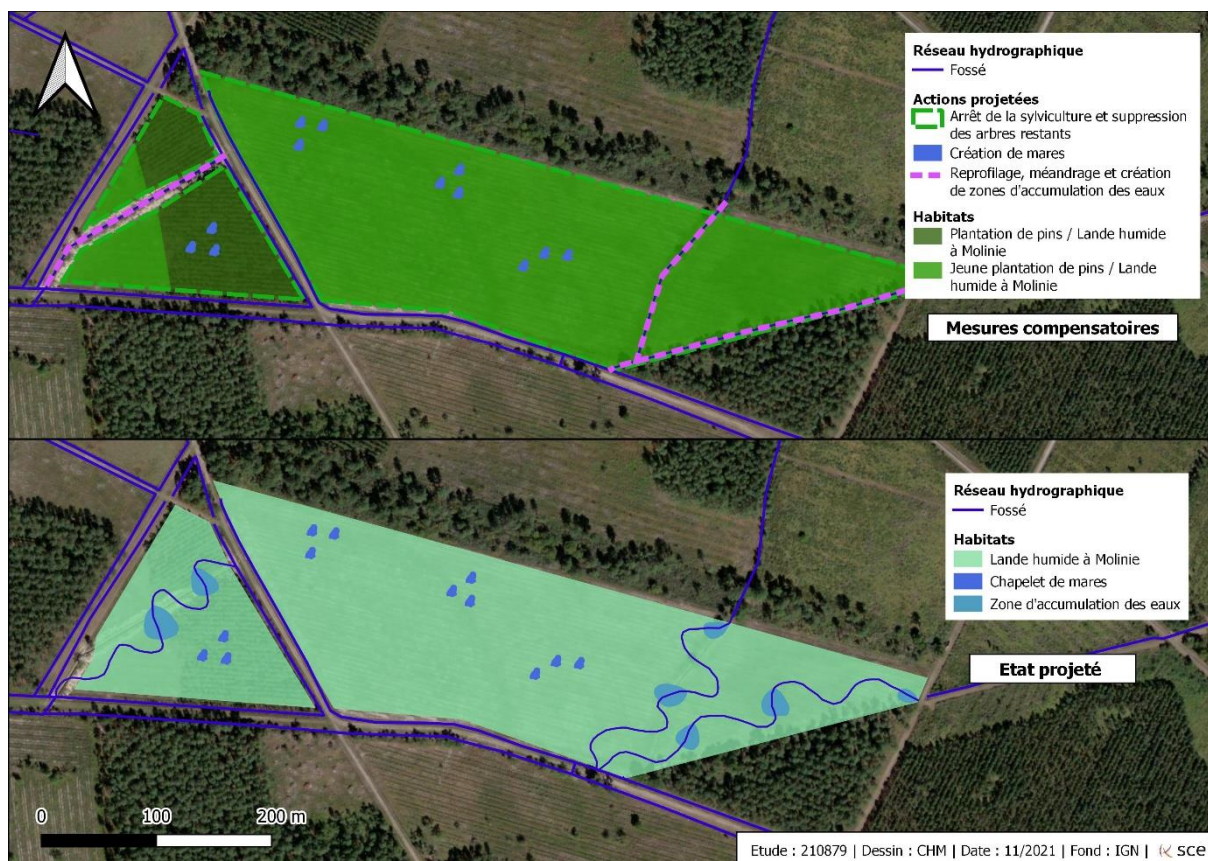 Réseau hydrographique
Fossé
Actions projetées
Arrêt de la sylviculture et suppression
des arbres restants
Création de mares
Reprofilage, méandrage et création
de zones d'accumulation des eaux
Habitats
Plantation de pins / Lande humide
à Molinie
Jeune plantation de pins / Lande
humide à Molinie
Mesures compensatoires
Réseau hydrographique
Fossé
Habitats
Lande humide à Molinie
Chapelet de mares
Zone d'accumulation des eaux
Etat projeté
0 100 200 m
Etude : 210879 | Dessin : CHM | Date : 11/2021 | Fond : IGN | sce